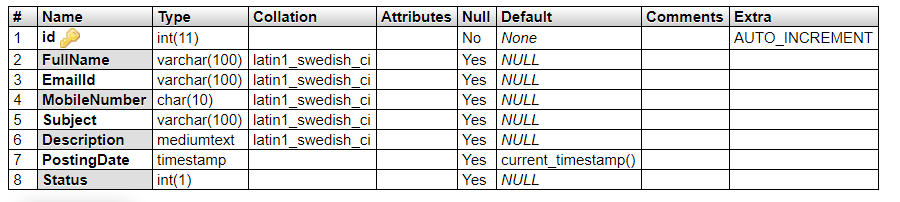 # Name Type Collation Attributes Null Default Comments Extra
1 id int(11) No None AUTO_INCREMENT
2 FullName varchar(100) latin1_swedish_ci Yes NULL
3 EmailId varchar(100) latin1_swedish_ci Yes NULL
4 MobileNumber char(10) latin1_swedish_ci Yes NULL
5 Subject varchar(100) latin1_swedish_ci Yes NULL
6 Description mediumtext latin1_swedish_ci Yes NULL
7 PostingDate timestamp Yes current_timestamp()
8 Status int(1) Yes NULL